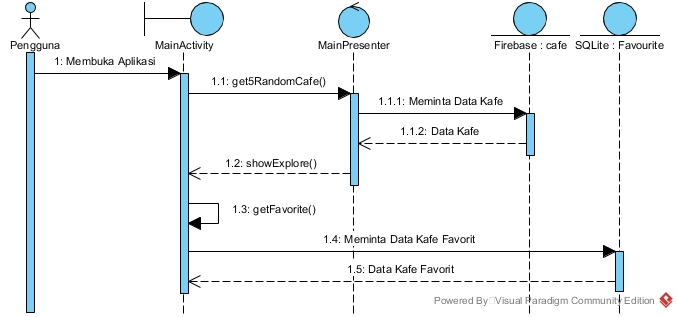 Pengguna
MainActivity
MainPresenter
Firebase : cafe
SQLite : Favourite
1: Membuka Aplikasi
1.1: get5RandomCafe()
1.1.1: Meminta Data Kafe
1.1.2: Data Kafe
1.2: showExplore()
1.3: getFavorite()
1.4: Meminta Data Kafe Favorit
1.5: Data Kafe Favorit
Powered By Visual Paradigm Community Edition